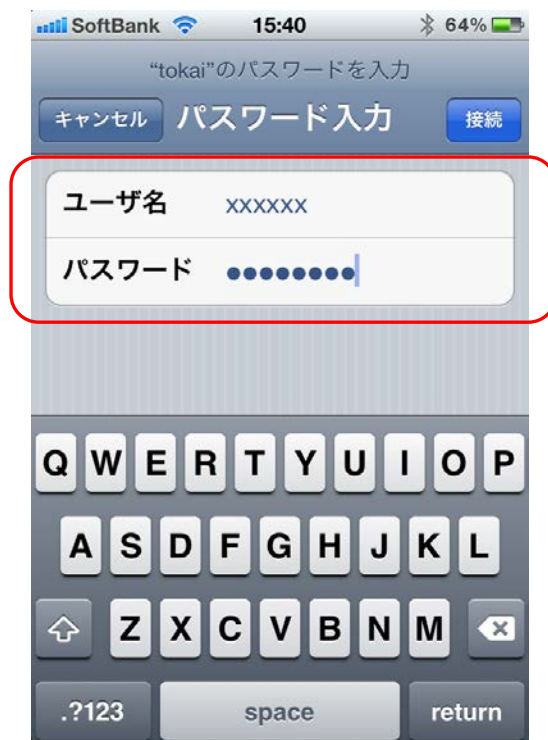 SoftBank 15:40 64%
“tokai”のパスワードを入力
キャンセル パスワード入力 接続
ユーザ名 xxxxxx
パスワード ●●●●●●●●
Q W E R T Y U I O P
A S D F G H J K L
Z X C V B N M
.?123 space return